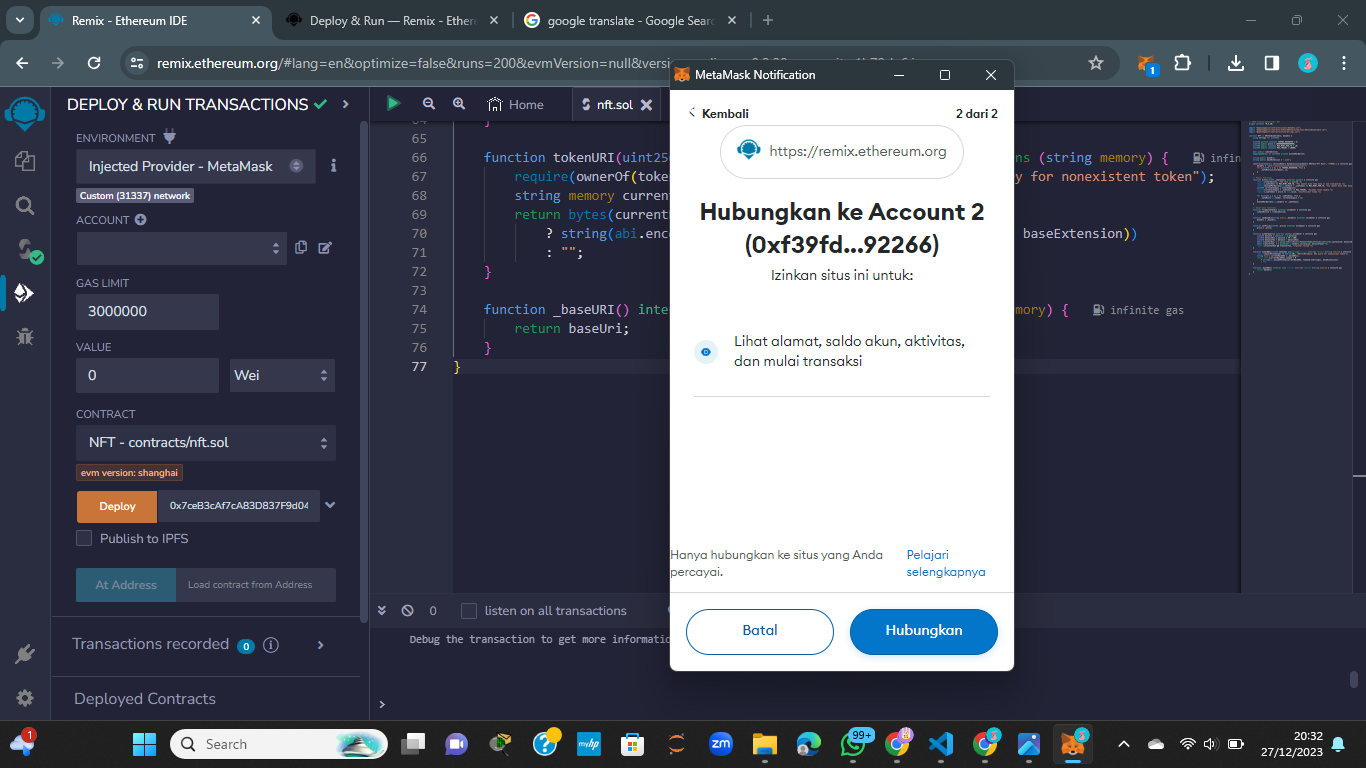 Remix - Ethereum IDE
Deploy & Run — Remix - Ethere
google translate - Google Searc
remix.ethereum.org/#lang=en&optimize=false&runs=200&evmVersion=null&version
1
DEPLOY & RUN TRANSACTIONS
ENVIRONMENT
Injected Provider - MetaMask
Custom (31337) network
ACCOUNT
GAS LIMIT
3000000
VALUE
0
Wei
CONTRACT
NFT - contracts/nft.sol
evm version: shanghai
Deploy
0x7ceB3cAf7cA83D837F9d04
Publish to IPFS
At Address
Load contract from Address
Transactions recorded 0
Deployed Contracts
Home
nft.sol
64 }
65
66 function tokenURI(uint25
ns (string memory) {
infin
67 require(ownerOf(toke
y for nonexistent token");
68 string memory curren
69 return bytes(current
70 ? string(abi.enco
baseExtension))
71 : "";
72 }
73
74 function _baseURI() inte
mory) {
infinite gas
75 return baseUri;
76 }
77 }
0
listen on all transactions
Debug the transaction to get more informatio
>
MetaMask Notification
Kembali
2 dari 2
https://remix.ethereum.org
Hubungkan ke Account 2
(0xf39fd...92266)
Izinkan situs ini untuk:
Lihat alamat, saldo akun, aktivitas,
dan mulai transaksi
Hanya hubungkan ke situs yang Anda
percayai.
Pelajari
selengkapnya
Batal
Hubungkan
1
Search
myhp
zm
99+
20:32
27/12/2023